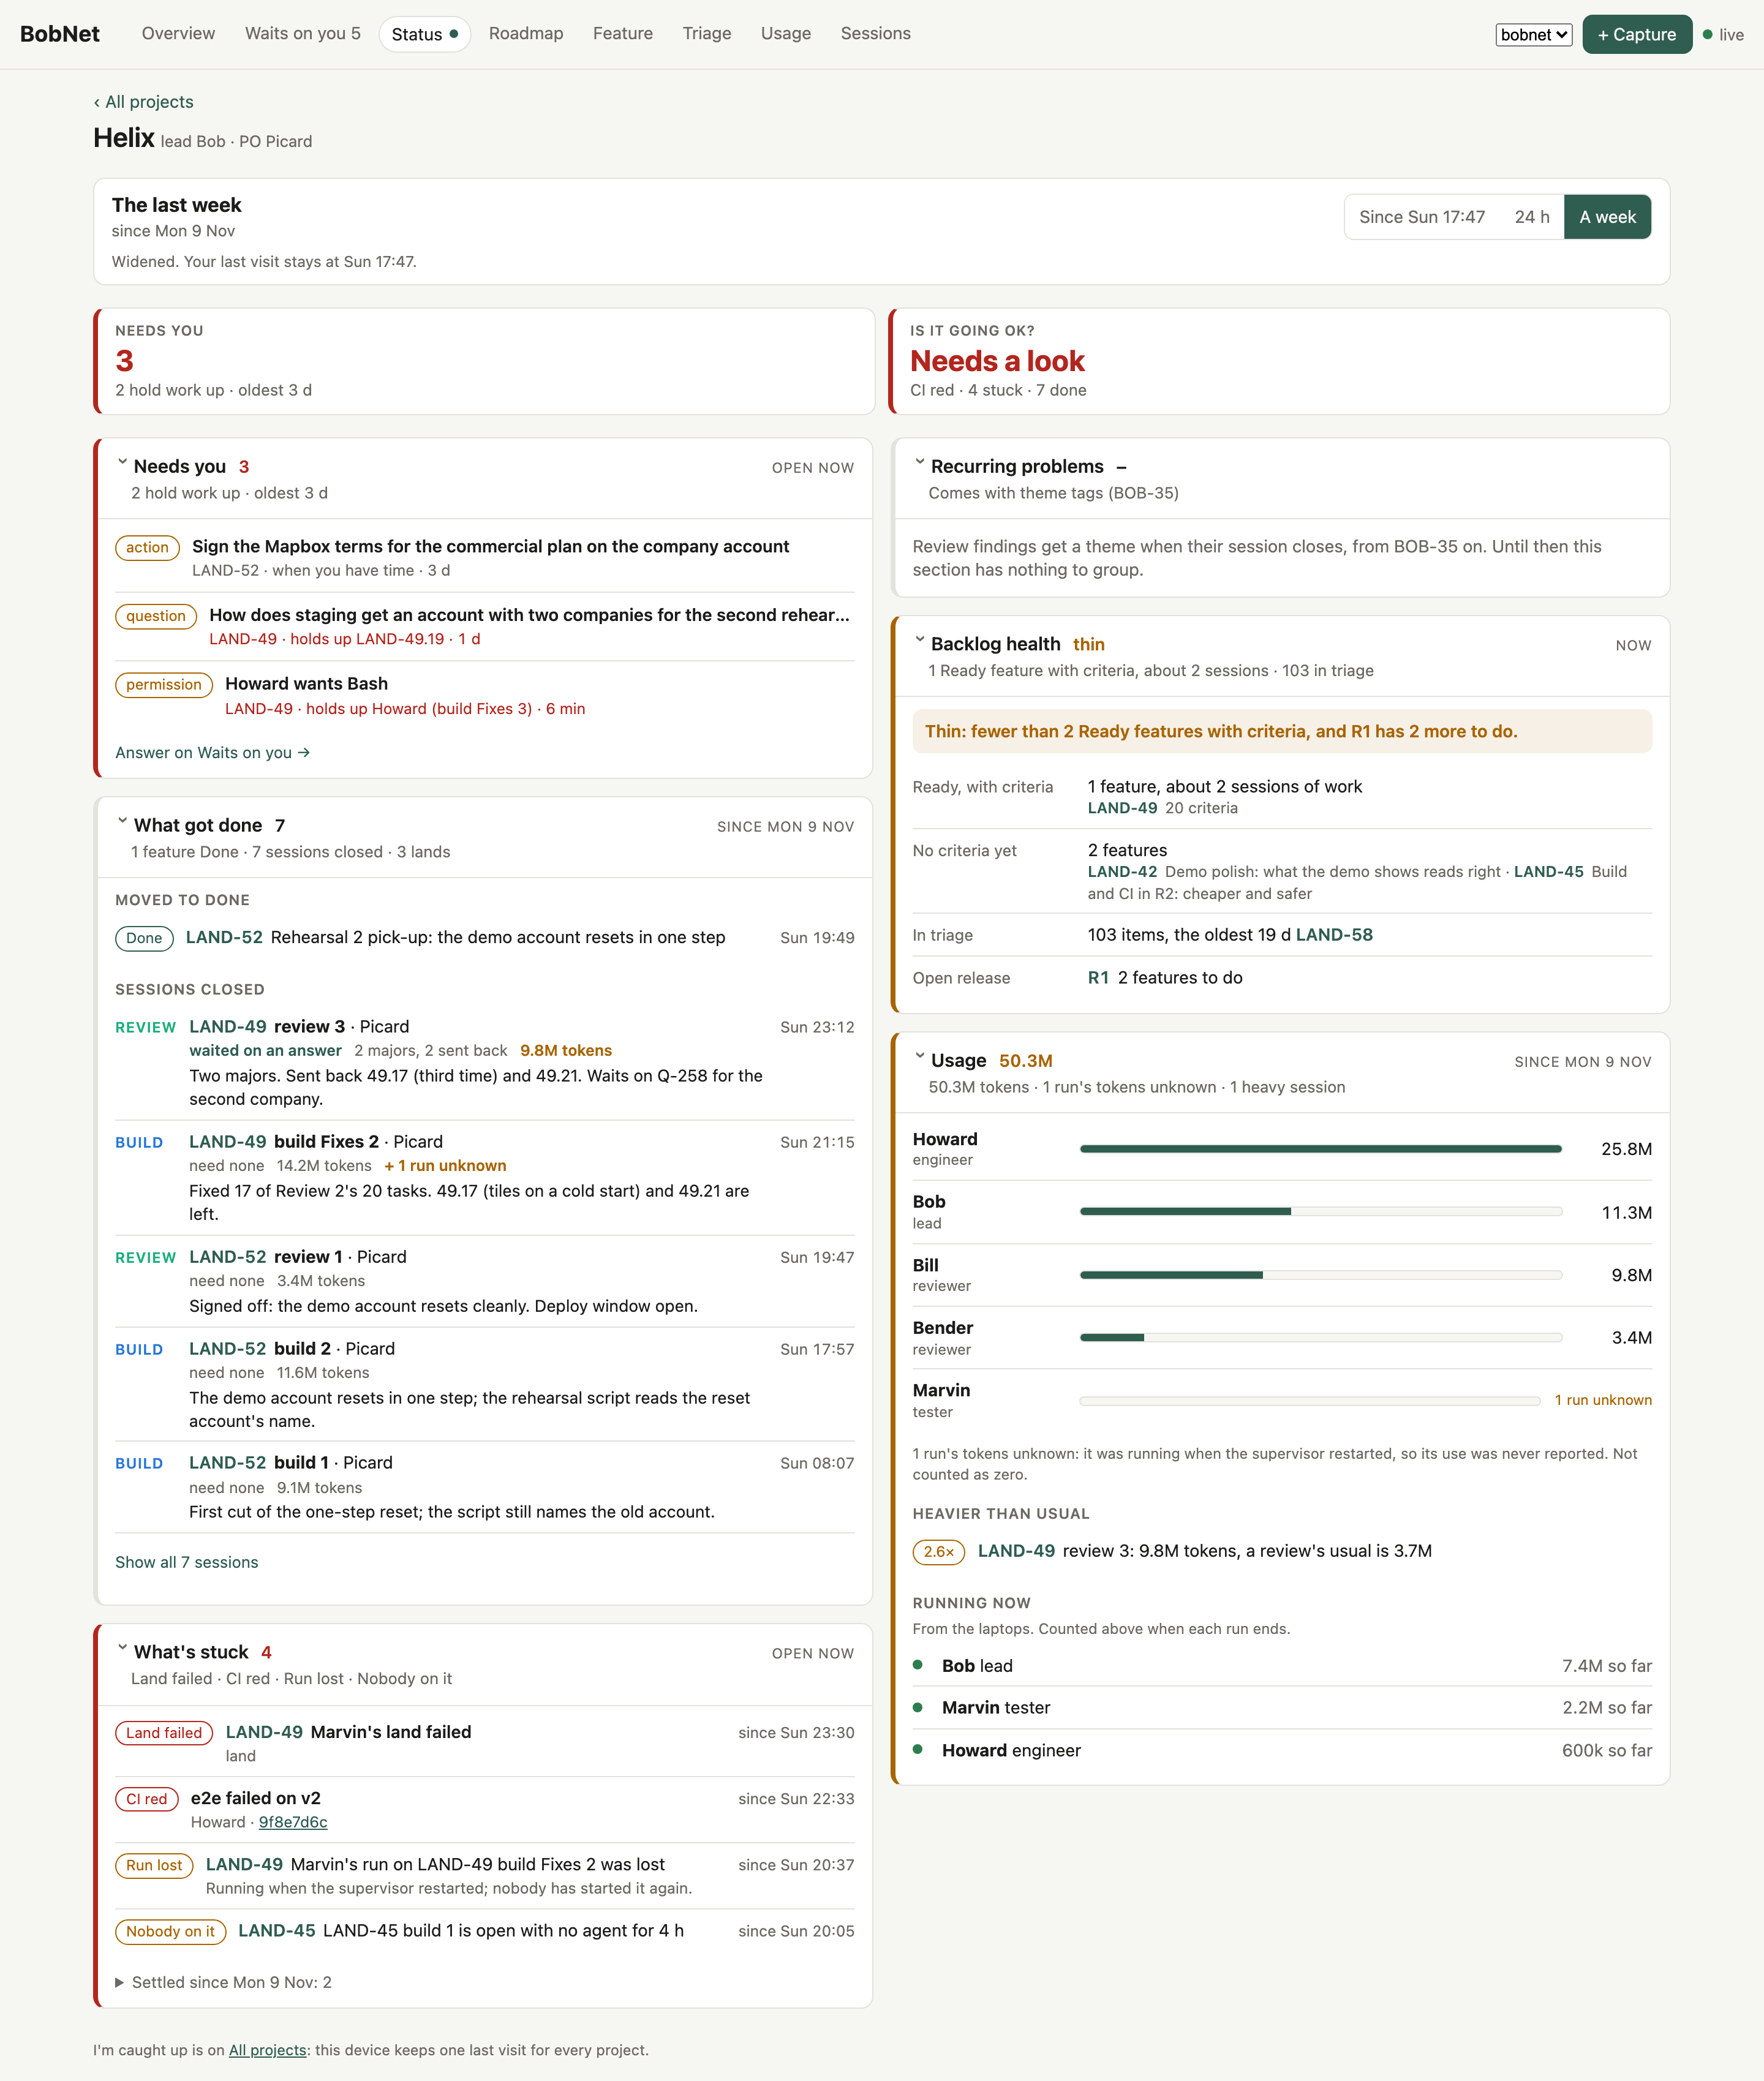 BobNet
Overview
Waits on you 5
Status
Roadmap
Feature
Triage
Usage
Sessions
bobnet
+ Capture
live
‹ All projects
Helix lead Bob · PO Picard
The last week
since Mon 9 Nov
Widened. Your last visit stays at Sun 17:47.
Since Sun 17:47
24 h
A week
NEEDS YOU
3
2 hold work up · oldest 3 d
IS IT GOING OK?
Needs a look
CI red · 4 stuck · 7 done
Needs you 3
OPEN NOW
2 hold work up · oldest 3 d
action
Sign the Mapbox terms for the commercial plan on the company account
LAND-52 · when you have time · 3 d
question
How does staging get an account with two companies for the second rehear...
LAND-49 · holds up LAND-49.19 · 1 d
permission
Howard wants Bash
LAND-49 · holds up Howard (build Fixes 3) · 6 min
Answer on Waits on you →
What got done 7
SINCE MON 9 NOV
1 feature Done · 7 sessions closed · 3 lands
MOVED TO DONE
Done
LAND-52 Rehearsal 2 pick-up: the demo account resets in one step
Sun 19:49
SESSIONS CLOSED
REVIEW
LAND-49 review 3 · Picard
Sun 23:12
waited on an answer 2 majors, 2 sent back 9.8M tokens
Two majors. Sent back 49.17 (third time) and 49.21. Waits on Q-258 for the
second company.
BUILD
LAND-49 build Fixes 2 · Picard
Sun 21:15
need none 14.2M tokens + 1 run unknown
Fixed 17 of Review 2's 20 tasks. 49.17 (tiles on a cold start) and 49.21 are
left.
REVIEW
LAND-52 review 1 · Picard
Sun 19:47
need none 3.4M tokens
Signed off: the demo account resets cleanly. Deploy window open.
BUILD
LAND-52 build 2 · Picard
Sun 17:57
need none 11.6M tokens
The demo account resets in one step; the rehearsal script reads the reset
account's name.
BUILD
LAND-52 build 1 · Picard
Sun 08:07
need none 9.1M tokens
First cut of the one-step reset; the script still names the old account.
Show all 7 sessions
What's stuck 4
OPEN NOW
Land failed · CI red · Run lost · Nobody on it
Land failed
LAND-49 Marvin's land failed
since Sun 23:30
land
CI red
e2e failed on v2
since Sun 22:33
Howard · 9f8e7d6c
Run lost
LAND-49 Marvin's run on LAND-49 build Fixes 2 was lost
since Sun 20:37
Running when the supervisor restarted; nobody has started it again.
Nobody on it
LAND-45 LAND-45 build 1 is open with no agent for 4 h
since Sun 20:05
Settled since Mon 9 Nov: 2
Recurring problems –
Comes with theme tags (BOB-35)
Review findings get a theme when their session closes, from BOB-35 on. Until then this
section has nothing to group.
Backlog health thin
NOW
1 Ready feature with criteria, about 2 sessions · 103 in triage
Thin: fewer than 2 Ready features with criteria, and R1 has 2 more to do.
Ready, with criteria
1 feature, about 2 sessions of work
LAND-49 20 criteria
No criteria yet
2 features
LAND-42 Demo polish: what the demo shows reads right · LAND-45 Build
and CI in R2: cheaper and safer
In triage
103 items, the oldest 19 d LAND-58
Open release
R1 2 features to do
Usage 50.3M
SINCE MON 9 NOV
50.3M tokens · 1 run's tokens unknown · 1 heavy session
Howard
engineer
25.8M
Bob
lead
11.3M
Bill
reviewer
9.8M
Bender
reviewer
3.4M
Marvin
tester
1 run unknown
1 run's tokens unknown: it was running when the supervisor restarted, so its use was never reported. Not
counted as zero.
HEAVIER THAN USUAL
2.6×
LAND-49 review 3: 9.8M tokens, a review's usual is 3.7M
RUNNING NOW
From the laptops. Counted above when each run ends.
Bob lead
7.4M so far
Marvin tester
2.2M so far
Howard engineer
600k so far
I'm caught up is on All projects: this device keeps one last visit for every project.